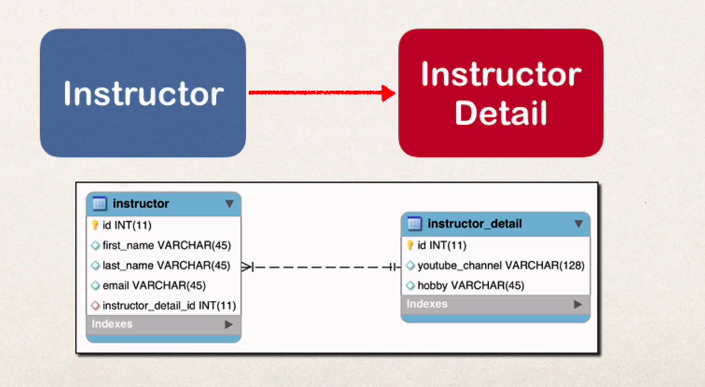 Instructor
Instructor
Detail
instructor
id INT(11)
first_name VARCHAR(45)
last_name VARCHAR(45)
email VARCHAR(45)
instructor_detail_id INT(11)
Indexes
instructor_detail
id INT(11)
youtube_channel VARCHAR(128)
hobby VARCHAR(45)
Indexes